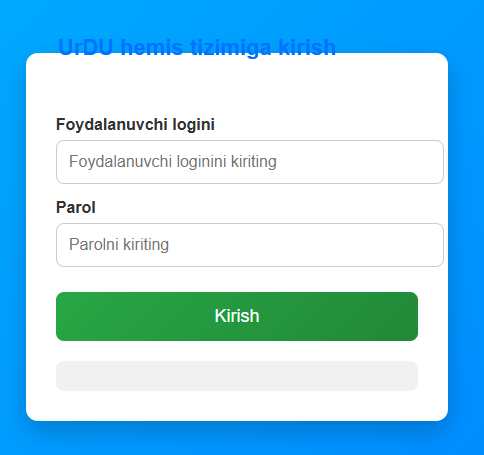 UrDU hemis tizimiga kirish
Foydalanuvchi logini
Foydalanuvchi loginini kiriting
Parol
Parolni kiriting
Kirish